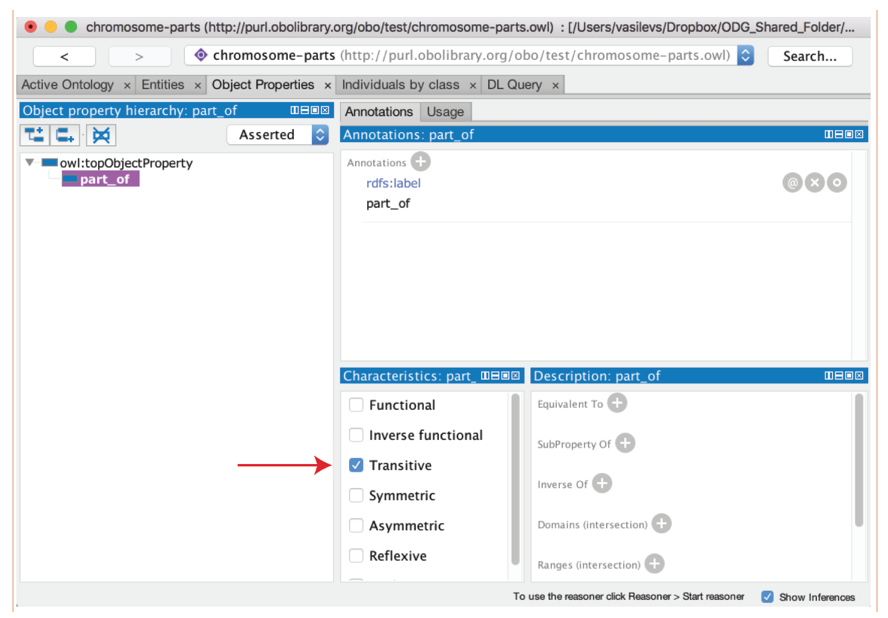 chromosome-parts (http://purl.obolibrary.org/obo/test/chromosome-parts.owl) : [/Users/vasilevs/Dropbox/ODG_Shared_Folder/...
< > chromosome-parts (http://purl.obolibrary.org/obo/test/chromosome-parts.owl) Search...
Active Ontology × Entities × Object Properties × Individuals by class × DL Query ×
Object property hierarchy: part_of
Asserted
owl:topObjectProperty
part_of
Annotations Usage
Annotations: part_of
Annotations
rdfs:label
part_of
Characteristics: part_
Functional
Inverse functional
Transitive
Symmetric
Asymmetric
Reflexive
Description: part_of
Equivalent To
SubProperty Of
Inverse Of
Domains (intersection)
Ranges (intersection)
To use the reasoner click Reasoner > Start reasoner Show Inferences